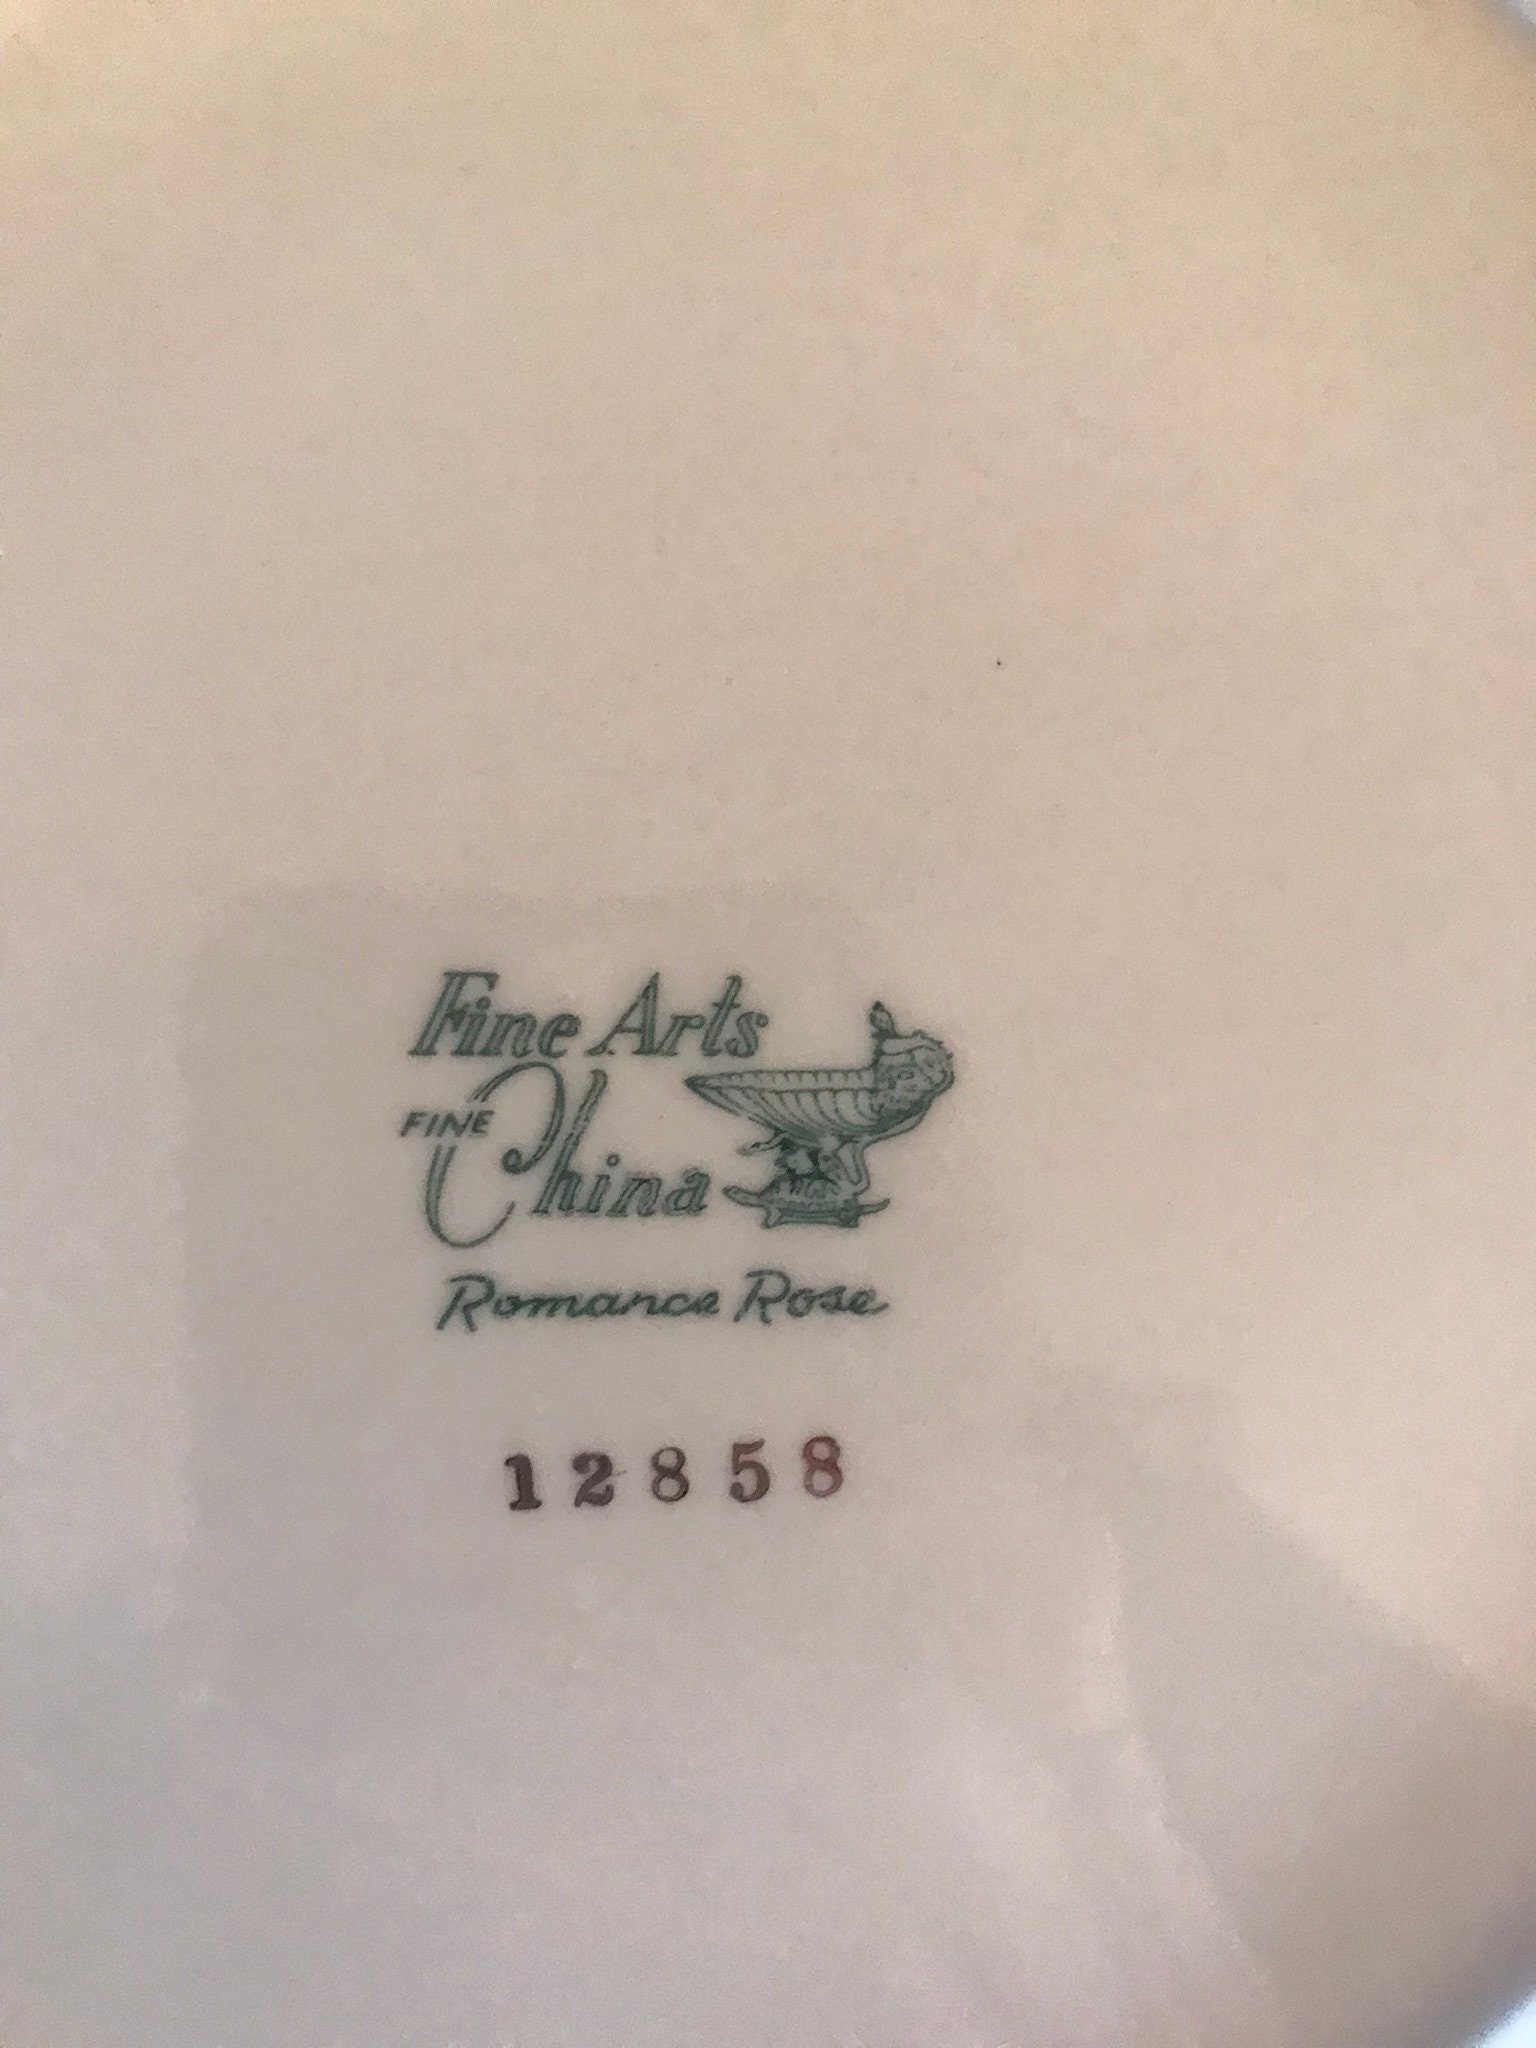 Fine Arts
FINE China
Romance Rose
12858